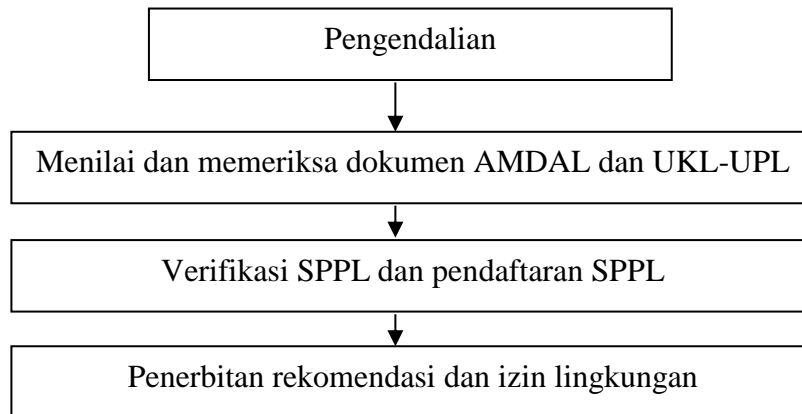 Pengendalian
Menilai dan memeriksa dokumen AMDAL dan UKL-UPL
Verifikasi SPPL dan pendaftaran SPPL
Penerbitan rekomendasi dan izin lingkungan